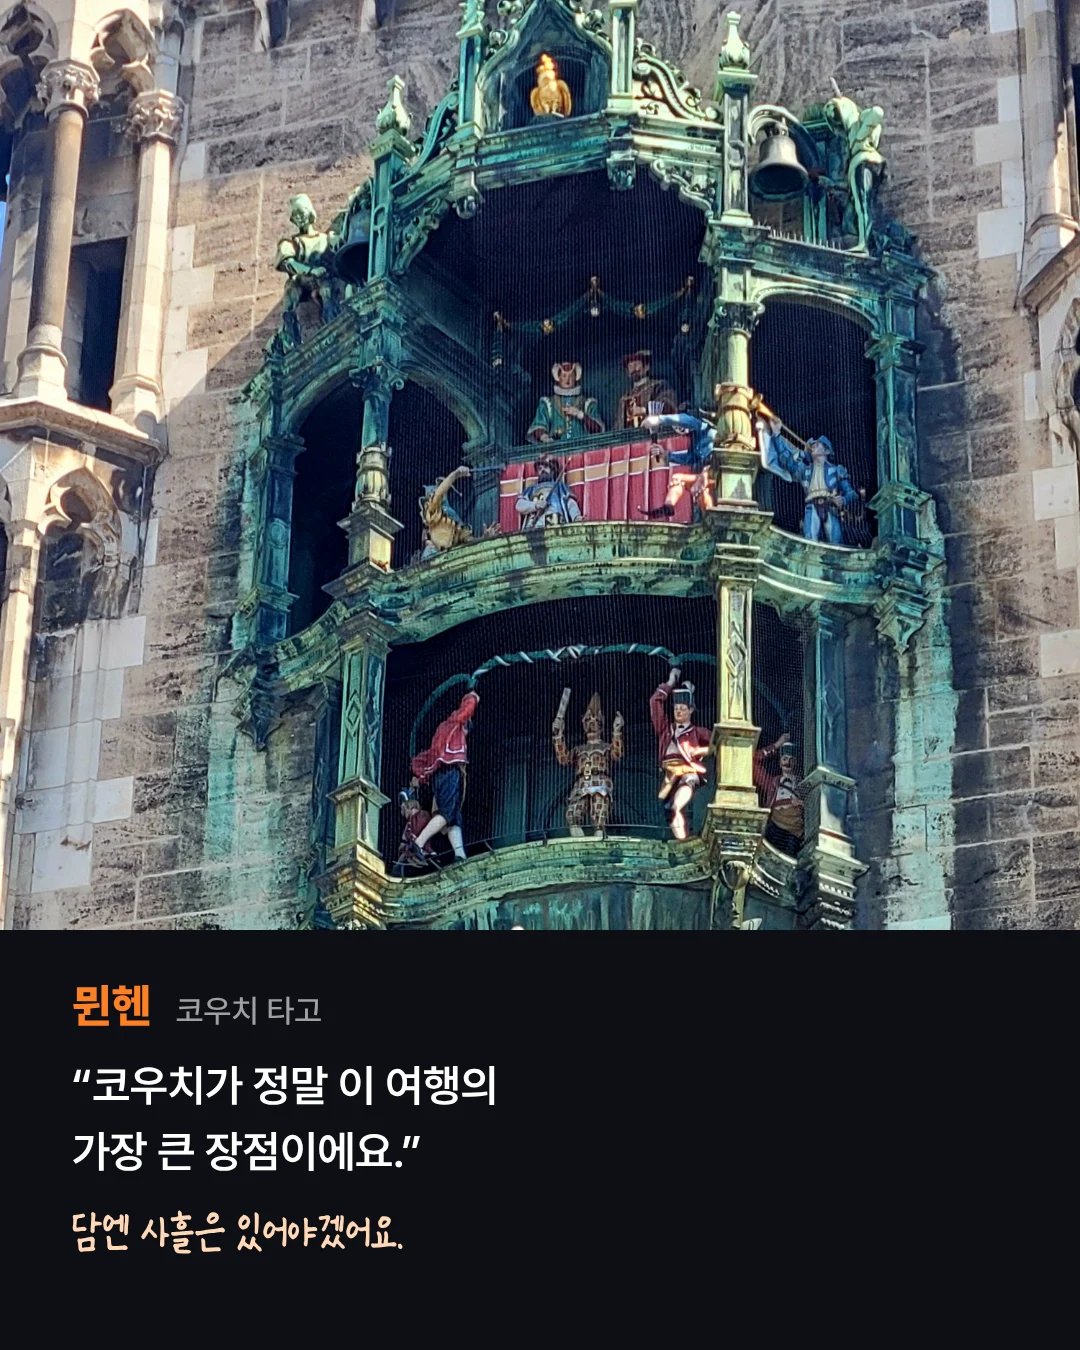 뮌헨 코우치 타고
“코우치가 정말 이 여행의
가장 큰 장점이에요.”
담엔 사흘은 있어야겠어요.